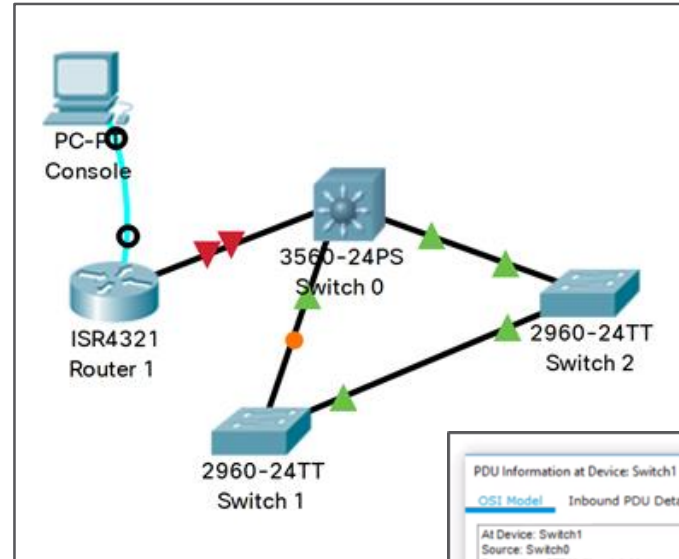 PC-PT
Console
3560-24PS
Switch 0
ISR4321
Router 1
2960-24TT
Switch 2
2960-24TT
Switch 1
PDU Information at Device: Switch1
OSI Model Inbound PDU Deta
At Device: Switch1
Source: Switch0